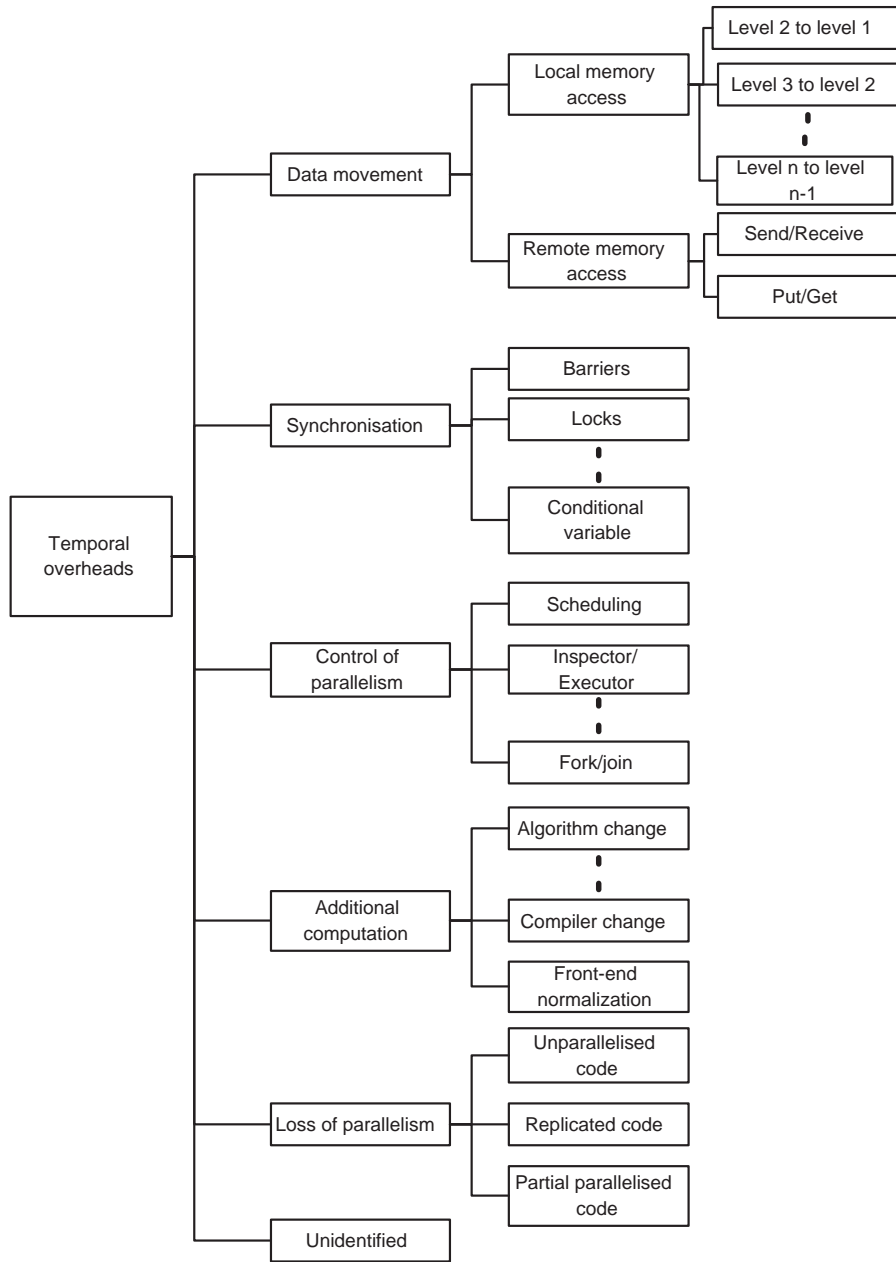 Temporal
overheads
Data movement
Local memory
access
Level 2 to level 1
Level 3 to level 2
Level n to level
n-1
Remote memory
access
Send/Receive
Put/Get
Synchronisation
Barriers
Locks
Conditional
variable
Control of
parallelism
Scheduling
Inspector/
Executor
Fork/join
Additional
computation
Algorithm change
Compiler change
Front-end
normalization
Loss of parallelism
Unparallelised
code
Replicated code
Partial parallelised
code
Unidentified